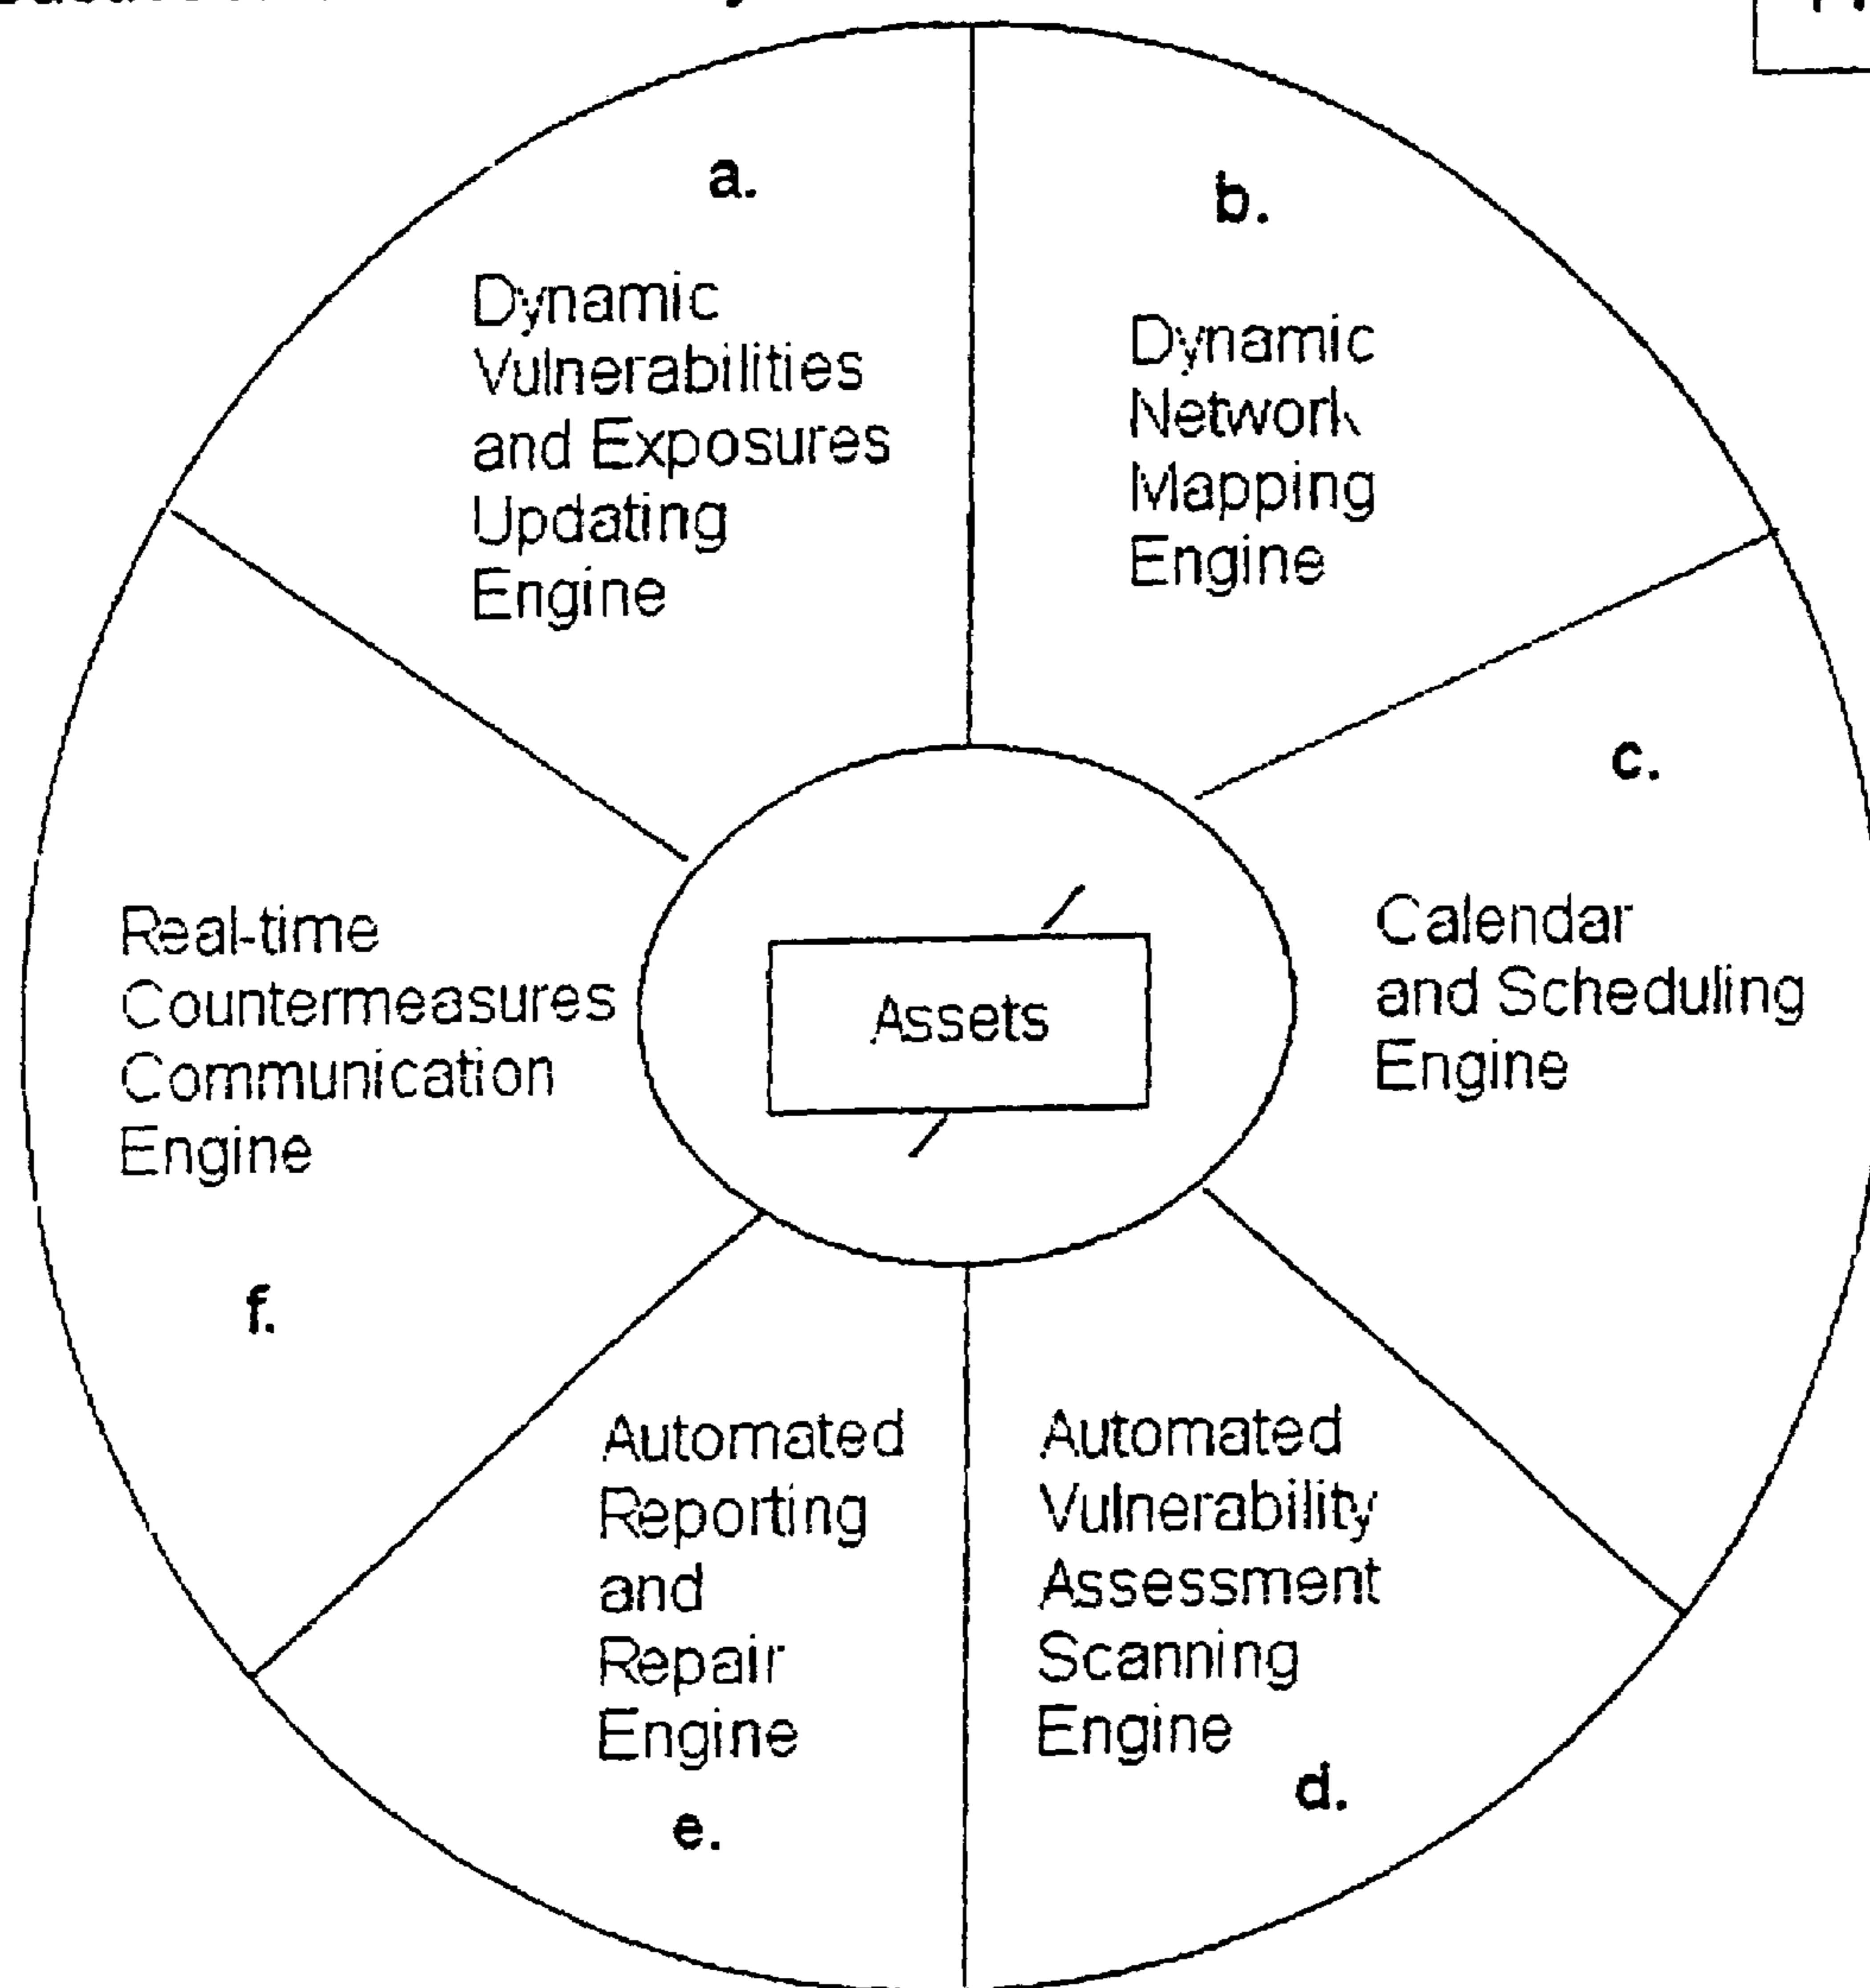 a.
Dynamic
Vulnerabilities
and Exposures
Updating
Engine
b.
Dynamic
Network
Mapping
Engine
c.
Calendar
and Scheduling
Engine
Automated
Vulnerability
Assessment
Scanning
Engine
d.
Automated
Reporting
and
Repair
Engine
e.
Real-time
Countermeasures
Communication
Engine
f.
Assets